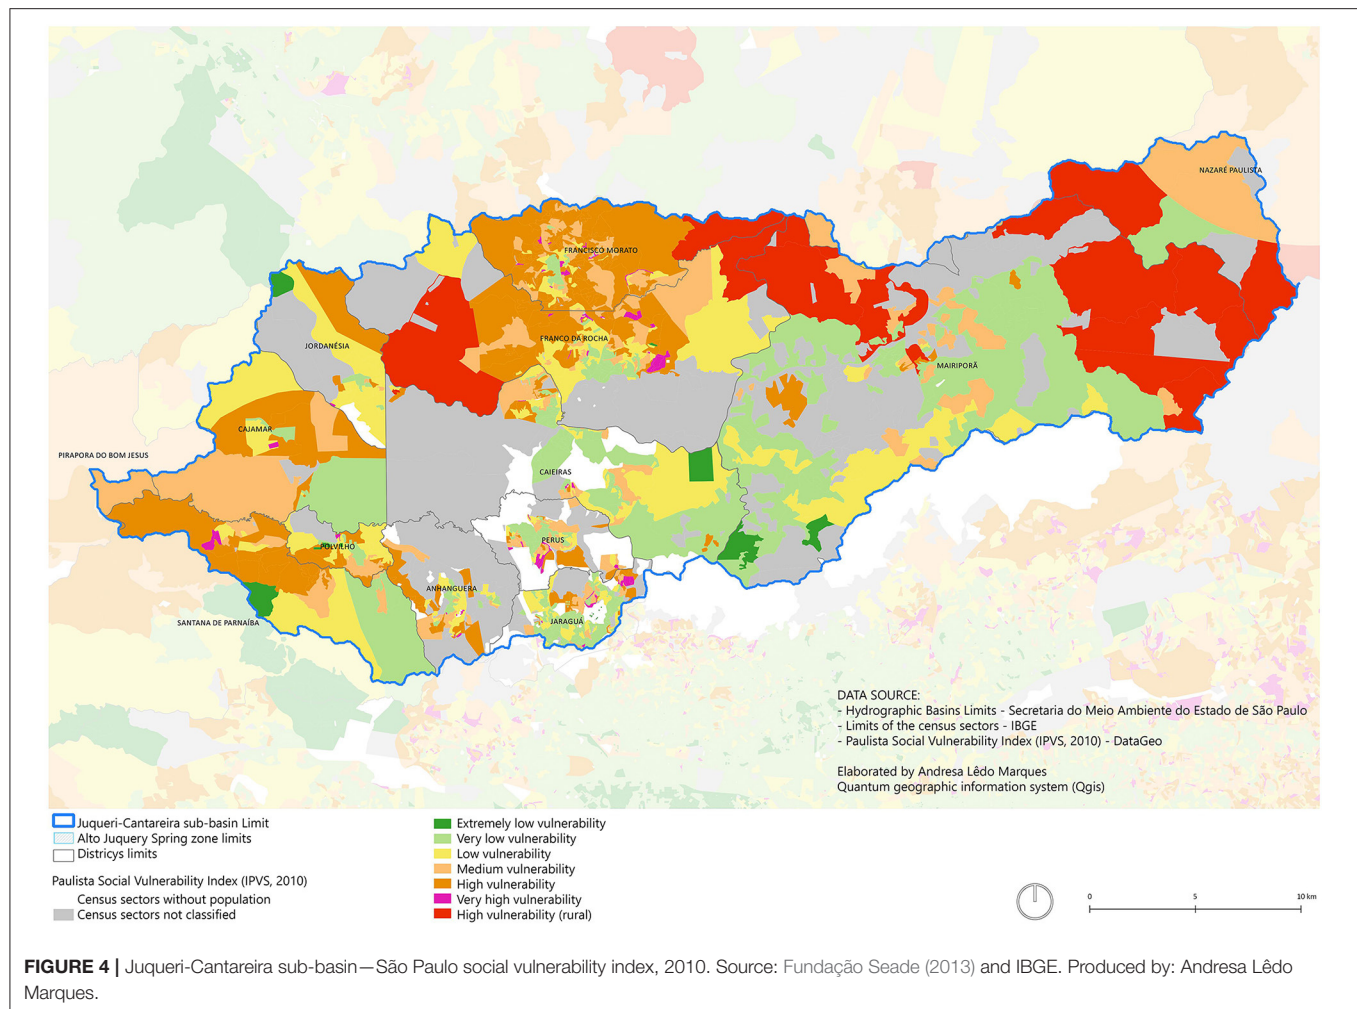 NAZARÉ PAULISTA
FRANCISCO MORATO
FRANCO DA ROCHA
JORDANÉSIA
MAIRIPORÃ
CAJAMAR
PIRAPORA DO BOM JESUS
CAIEIRAS
POLVILHO
PERUS
ANHANGUERA
SANTANA DE PARNAÍBA
JARAGUÁ
DATA SOURCE:
- Hydrographic Basins Limits - Secretaria do Meio Ambiente do Estado de São Paulo
- Limits of the census sectors - IBGE
- Paulista Social Vulnerability Index (IPVS, 2010) - DataGeo
Elaborated by Andresa Lêdo Marques
Quantum geographic information system (Qgis)
Juqueri-Cantareira sub-basin Limit
Alto Juquery Spring zone limits
Districys limits
Paulista Social Vulnerability Index (IPVS, 2010)
Census sectors without population
Census sectors not classified
Extremely low vulnerability
Very low vulnerability
Low vulnerability
Medium vulnerability
High vulnerability
Very high vulnerability
High vulnerability (rural)
0 5 10 km
FIGURE 4 | Juqueri-Cantareira sub-basin—São Paulo social vulnerability index, 2010. Source: Fundação Seade (2013) and IBGE. Produced by: Andresa Lêdo
Marques.